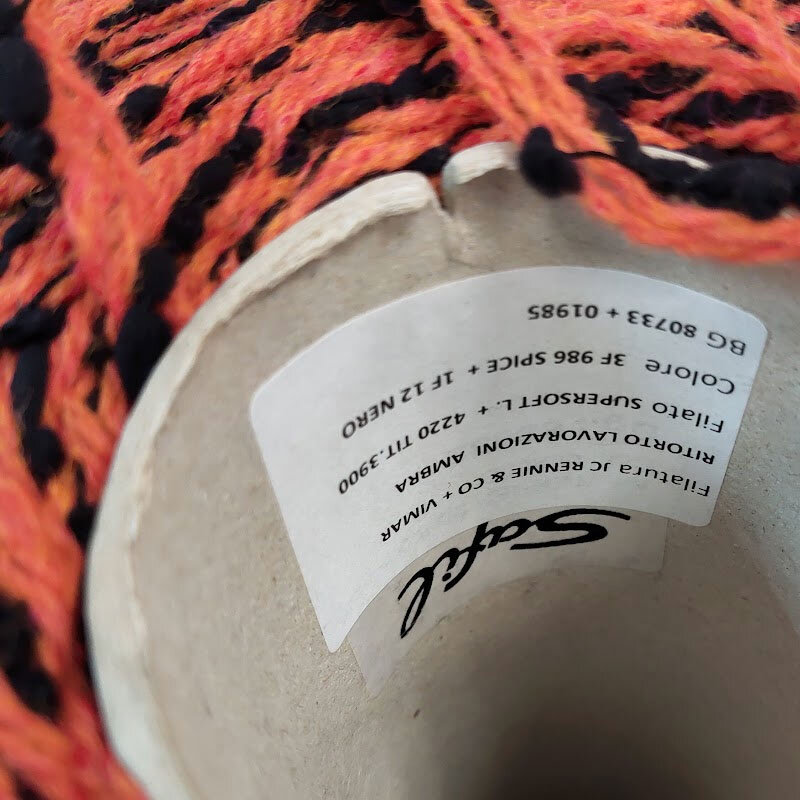 Safil
Filatura JC RENNIE & CO + VIMAR
RITORTO LAVORAZIONI AMBRA
Filato SUPERSOFT L. + 4220 TIT.3900
Colore 3F 986 SPICE + 1F 12 NERO
BG 80733 + 01985